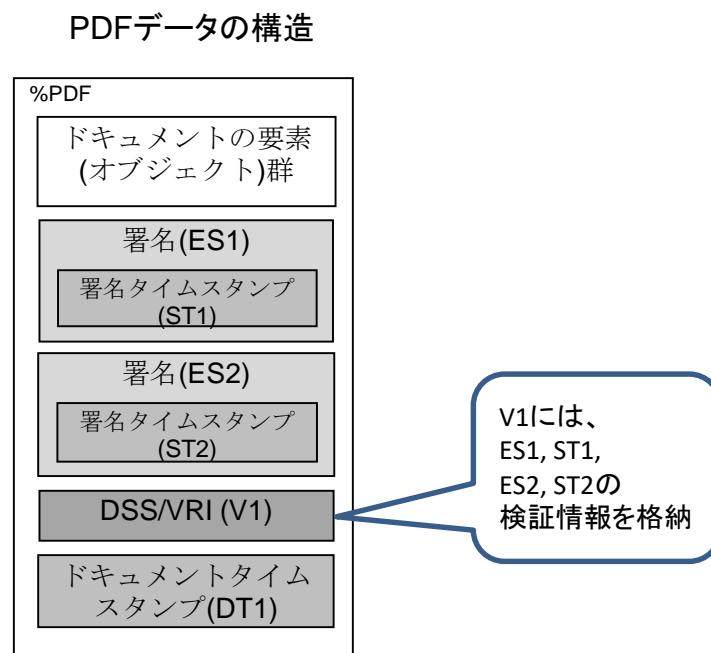 PDFデータの構造
%PDF
ドキュメントの要素
(オブジェクト)群
署名(ES1)
署名タイムスタンプ
(ST1)
署名(ES2)
署名タイムスタンプ
(ST2)
DSS/VRI (V1)
ドキュメントタイム
スタンプ(DT1)
V1には、
ES1, ST1,
ES2, ST2の
検証情報を格納